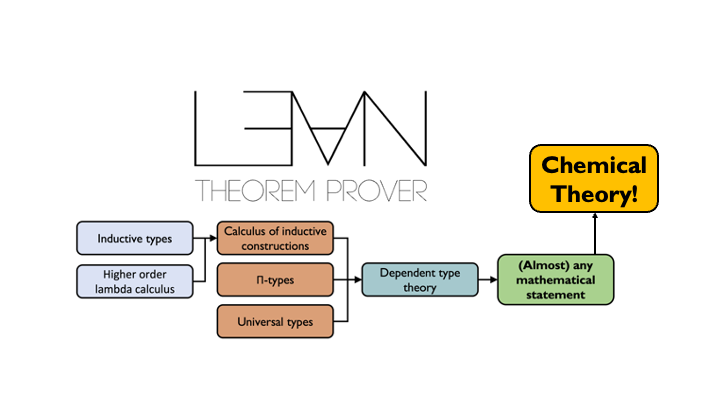 LEAN
THEOREM PROVER
Chemical
Theory!
Inductive types
Higher order
lambda calculus
Calculus of inductive
constructions
Π-types
Universal types
Dependent type
theory
(Almost) any
mathematical
statement